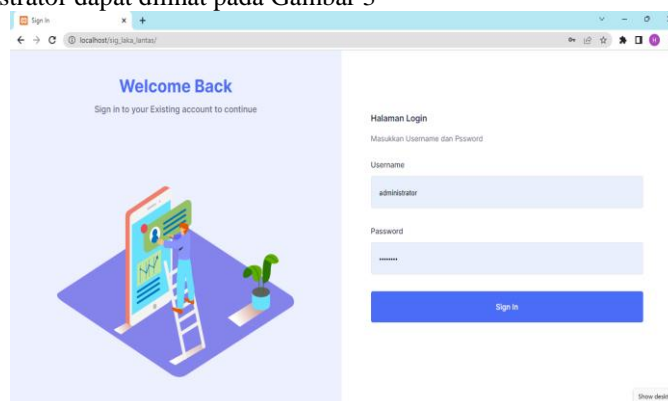 strator dapat dilihat pada Gambar 3
Sign In
localhost/sig_laka_lantas/
H
Welcome Back
Sign in to your Existing account to continue
Halaman Login
Masukkan Username dan Pssword
Username
administrator
Password
········
Sign In
Show desk